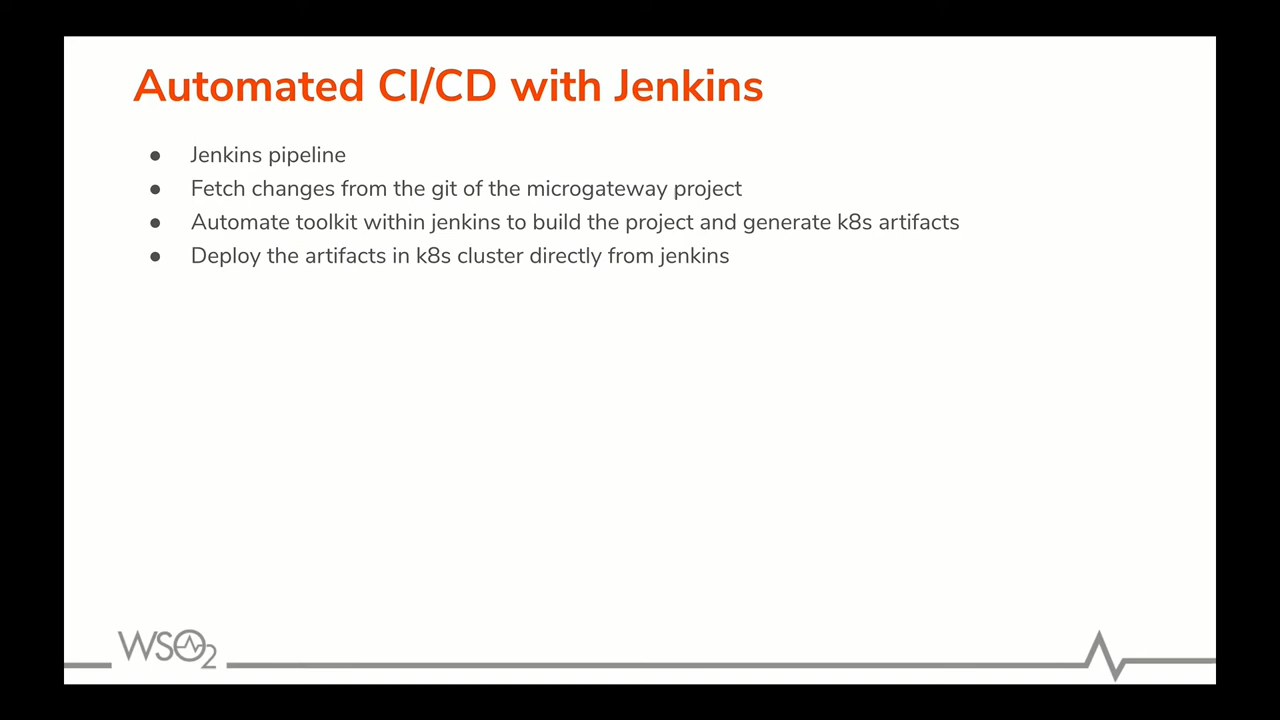 Automated CI/CD with Jenkins
● Jenkins pipeline
● Fetch changes from the git of the microgateway project
● Automate toolkit within jenkins to build the project and generate k8s artifacts
● Deploy the artifacts in k8s cluster directly from jenkins
WSO2